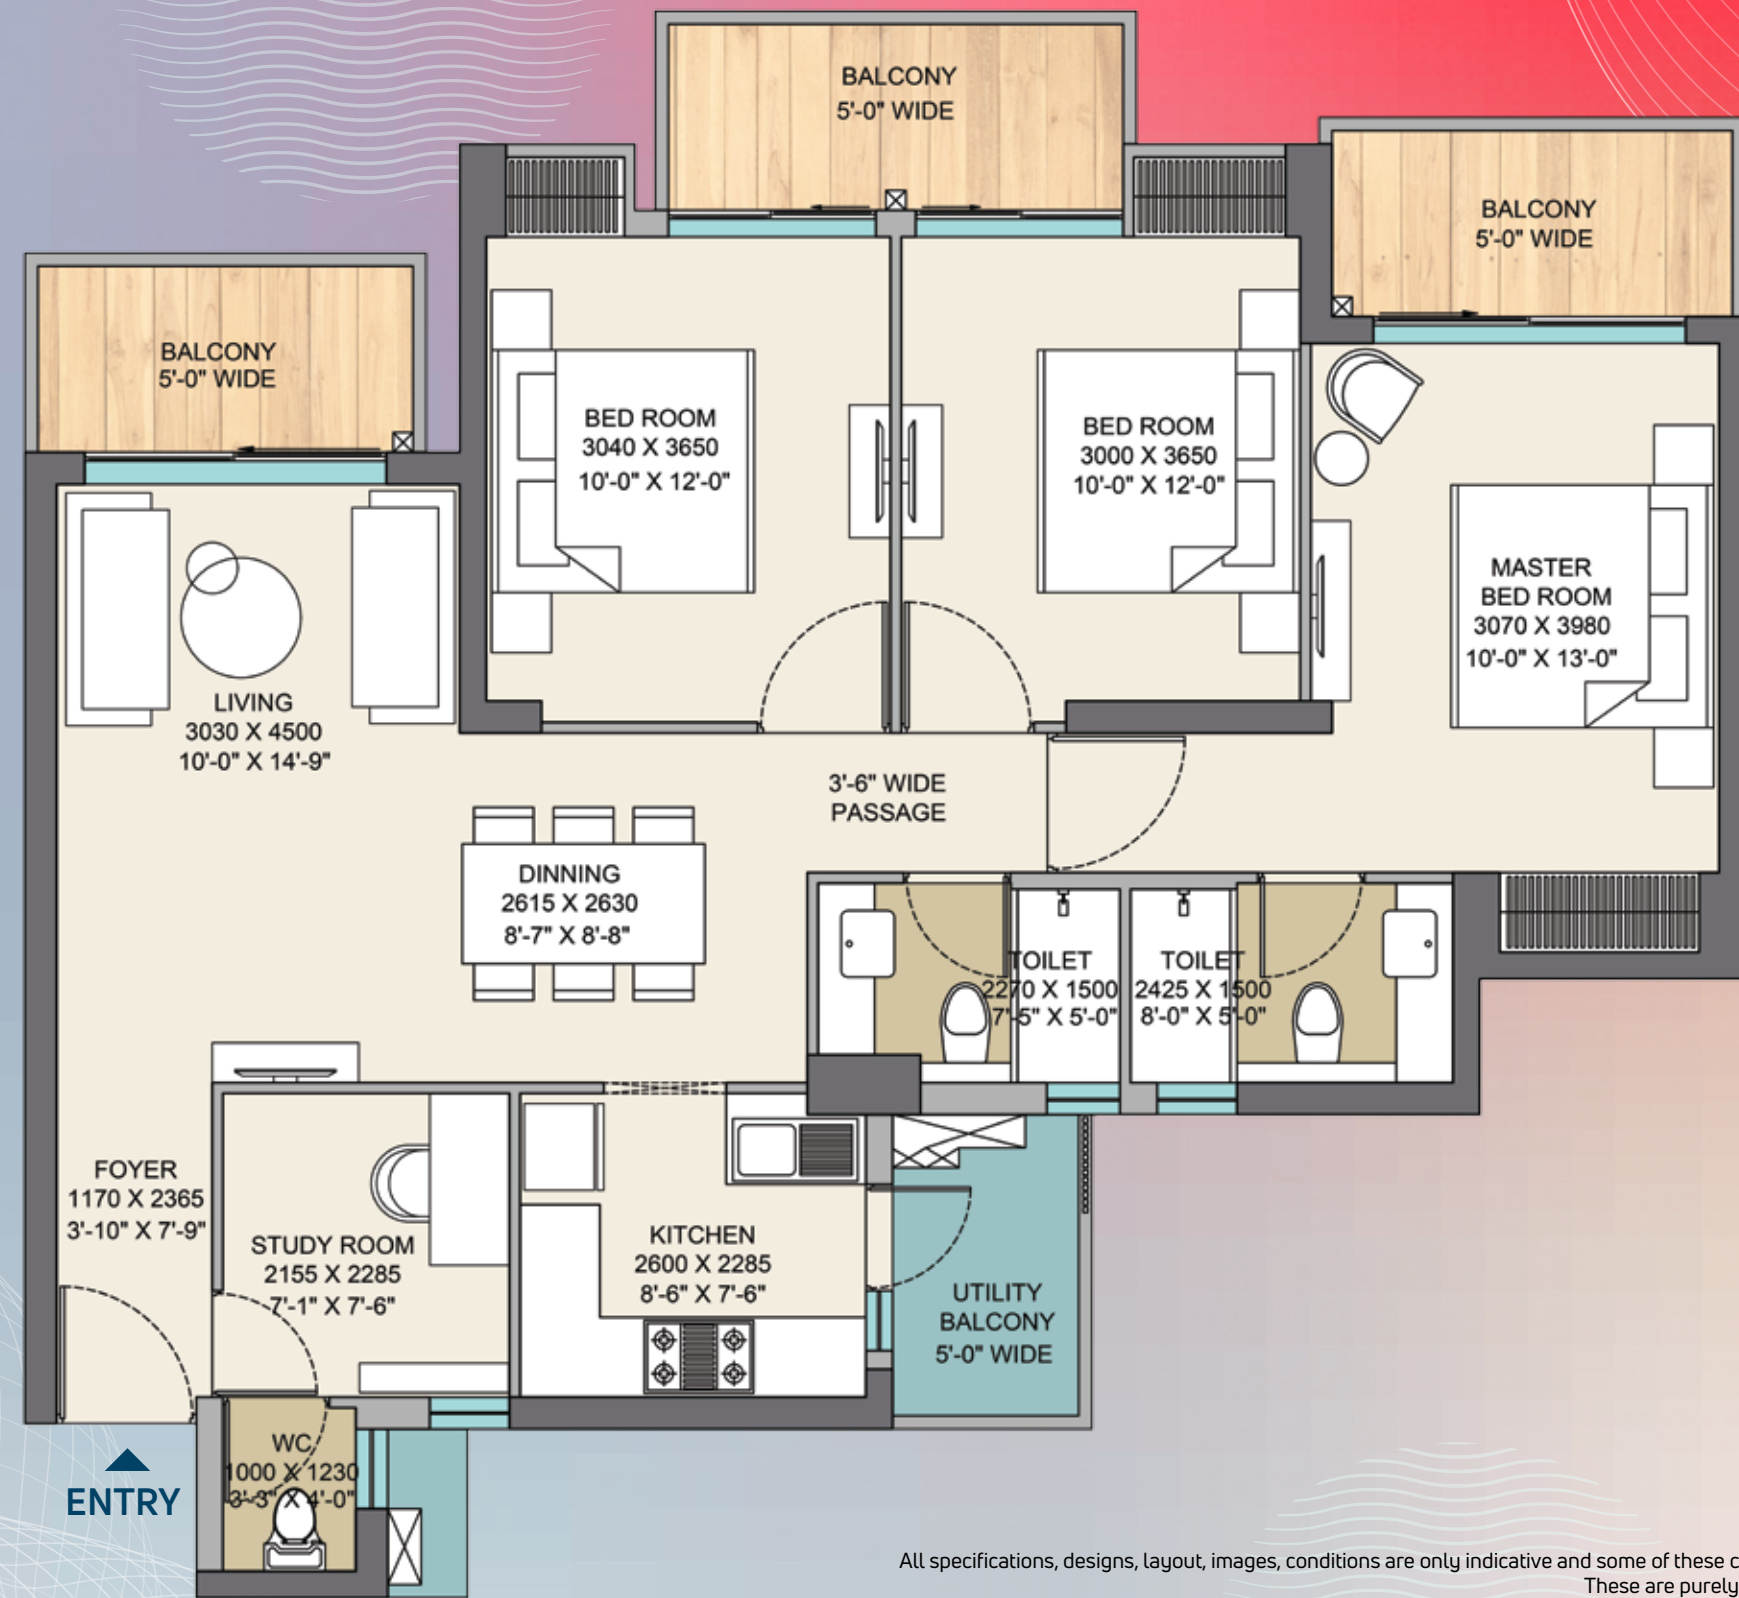 BALCONY
5'-0" WIDE
BALCONY
5'-0" WIDE
BALCONY
5'-0" WIDE
BED ROOM
3040 X 3650
10'-0" X 12'-0"
BED ROOM
3000 X 3650
10'-0" X 12'-0"
MASTER
BED ROOM
3070 X 3980
10'-0" X 13'-0"
LIVING
3030 X 4500
10'-0" X 14'-9"
3'-6" WIDE
PASSAGE
DINNING
2615 X 2630
8'-7" X 8'-8"
TOILET
2270 X 1500
7'-5" X 5'-0"
TOILET
2425 X 1500
8'-0" X 5'-0"
FOYER
1170 X 2365
3'-10" X 7'-9"
STUDY ROOM
2155 X 2285
7'-1" X 7'-6"
KITCHEN
2600 X 2285
8'-6" X 7'-6"
UTILITY
BALCONY
5'-0" WIDE
WC
1000 X 1230
3'-3" X 4'-0"
ENTRY
All specifications, designs, layout, images, conditions are only indicative and some of these c
These are purely